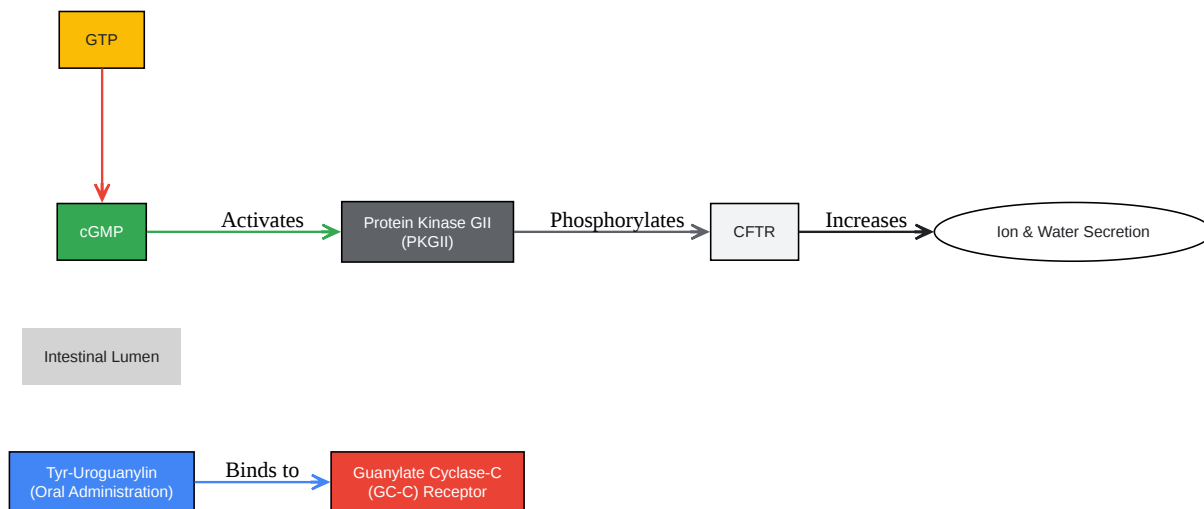 GTP
cGMP
Activates
Protein Kinase GII
(PKGII)
Phosphorylates
CFTR
Increases
Ion & Water Secretion
Intestinal Lumen
Tyr-Uroguanylin
(Oral Administration)
Binds to
Guanylate Cyclase-C
(GC-C) Receptor